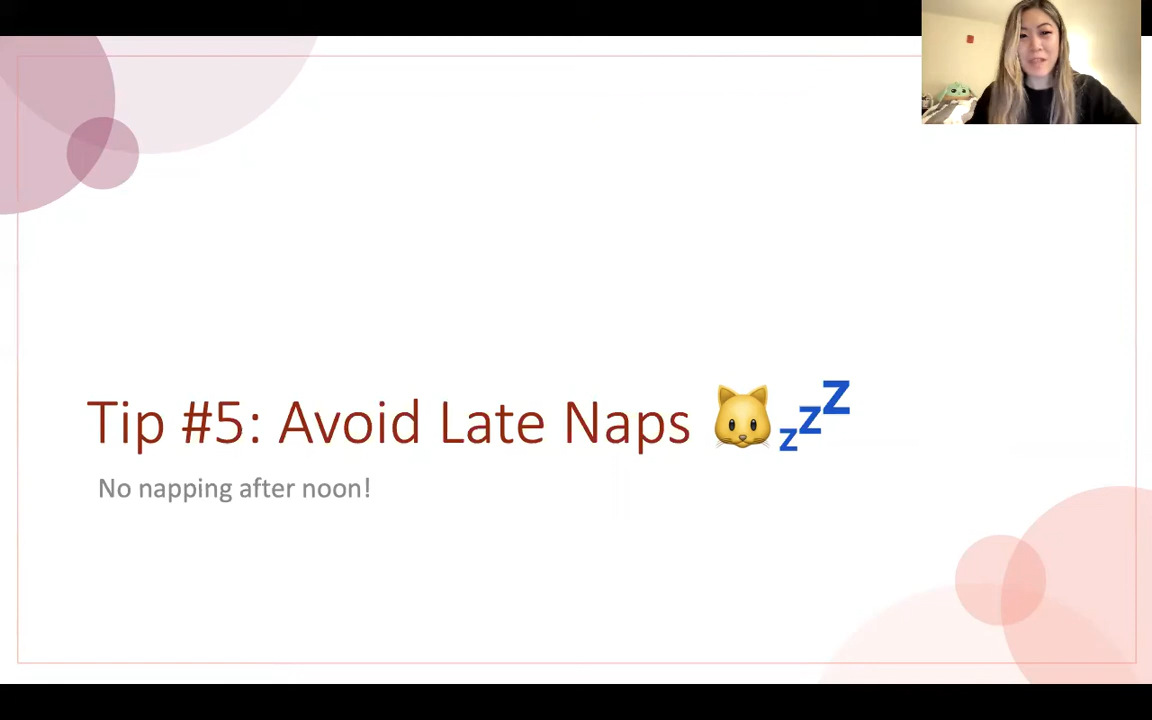 Tip #5: Avoid Late Naps 🐱💤
No napping after noon!